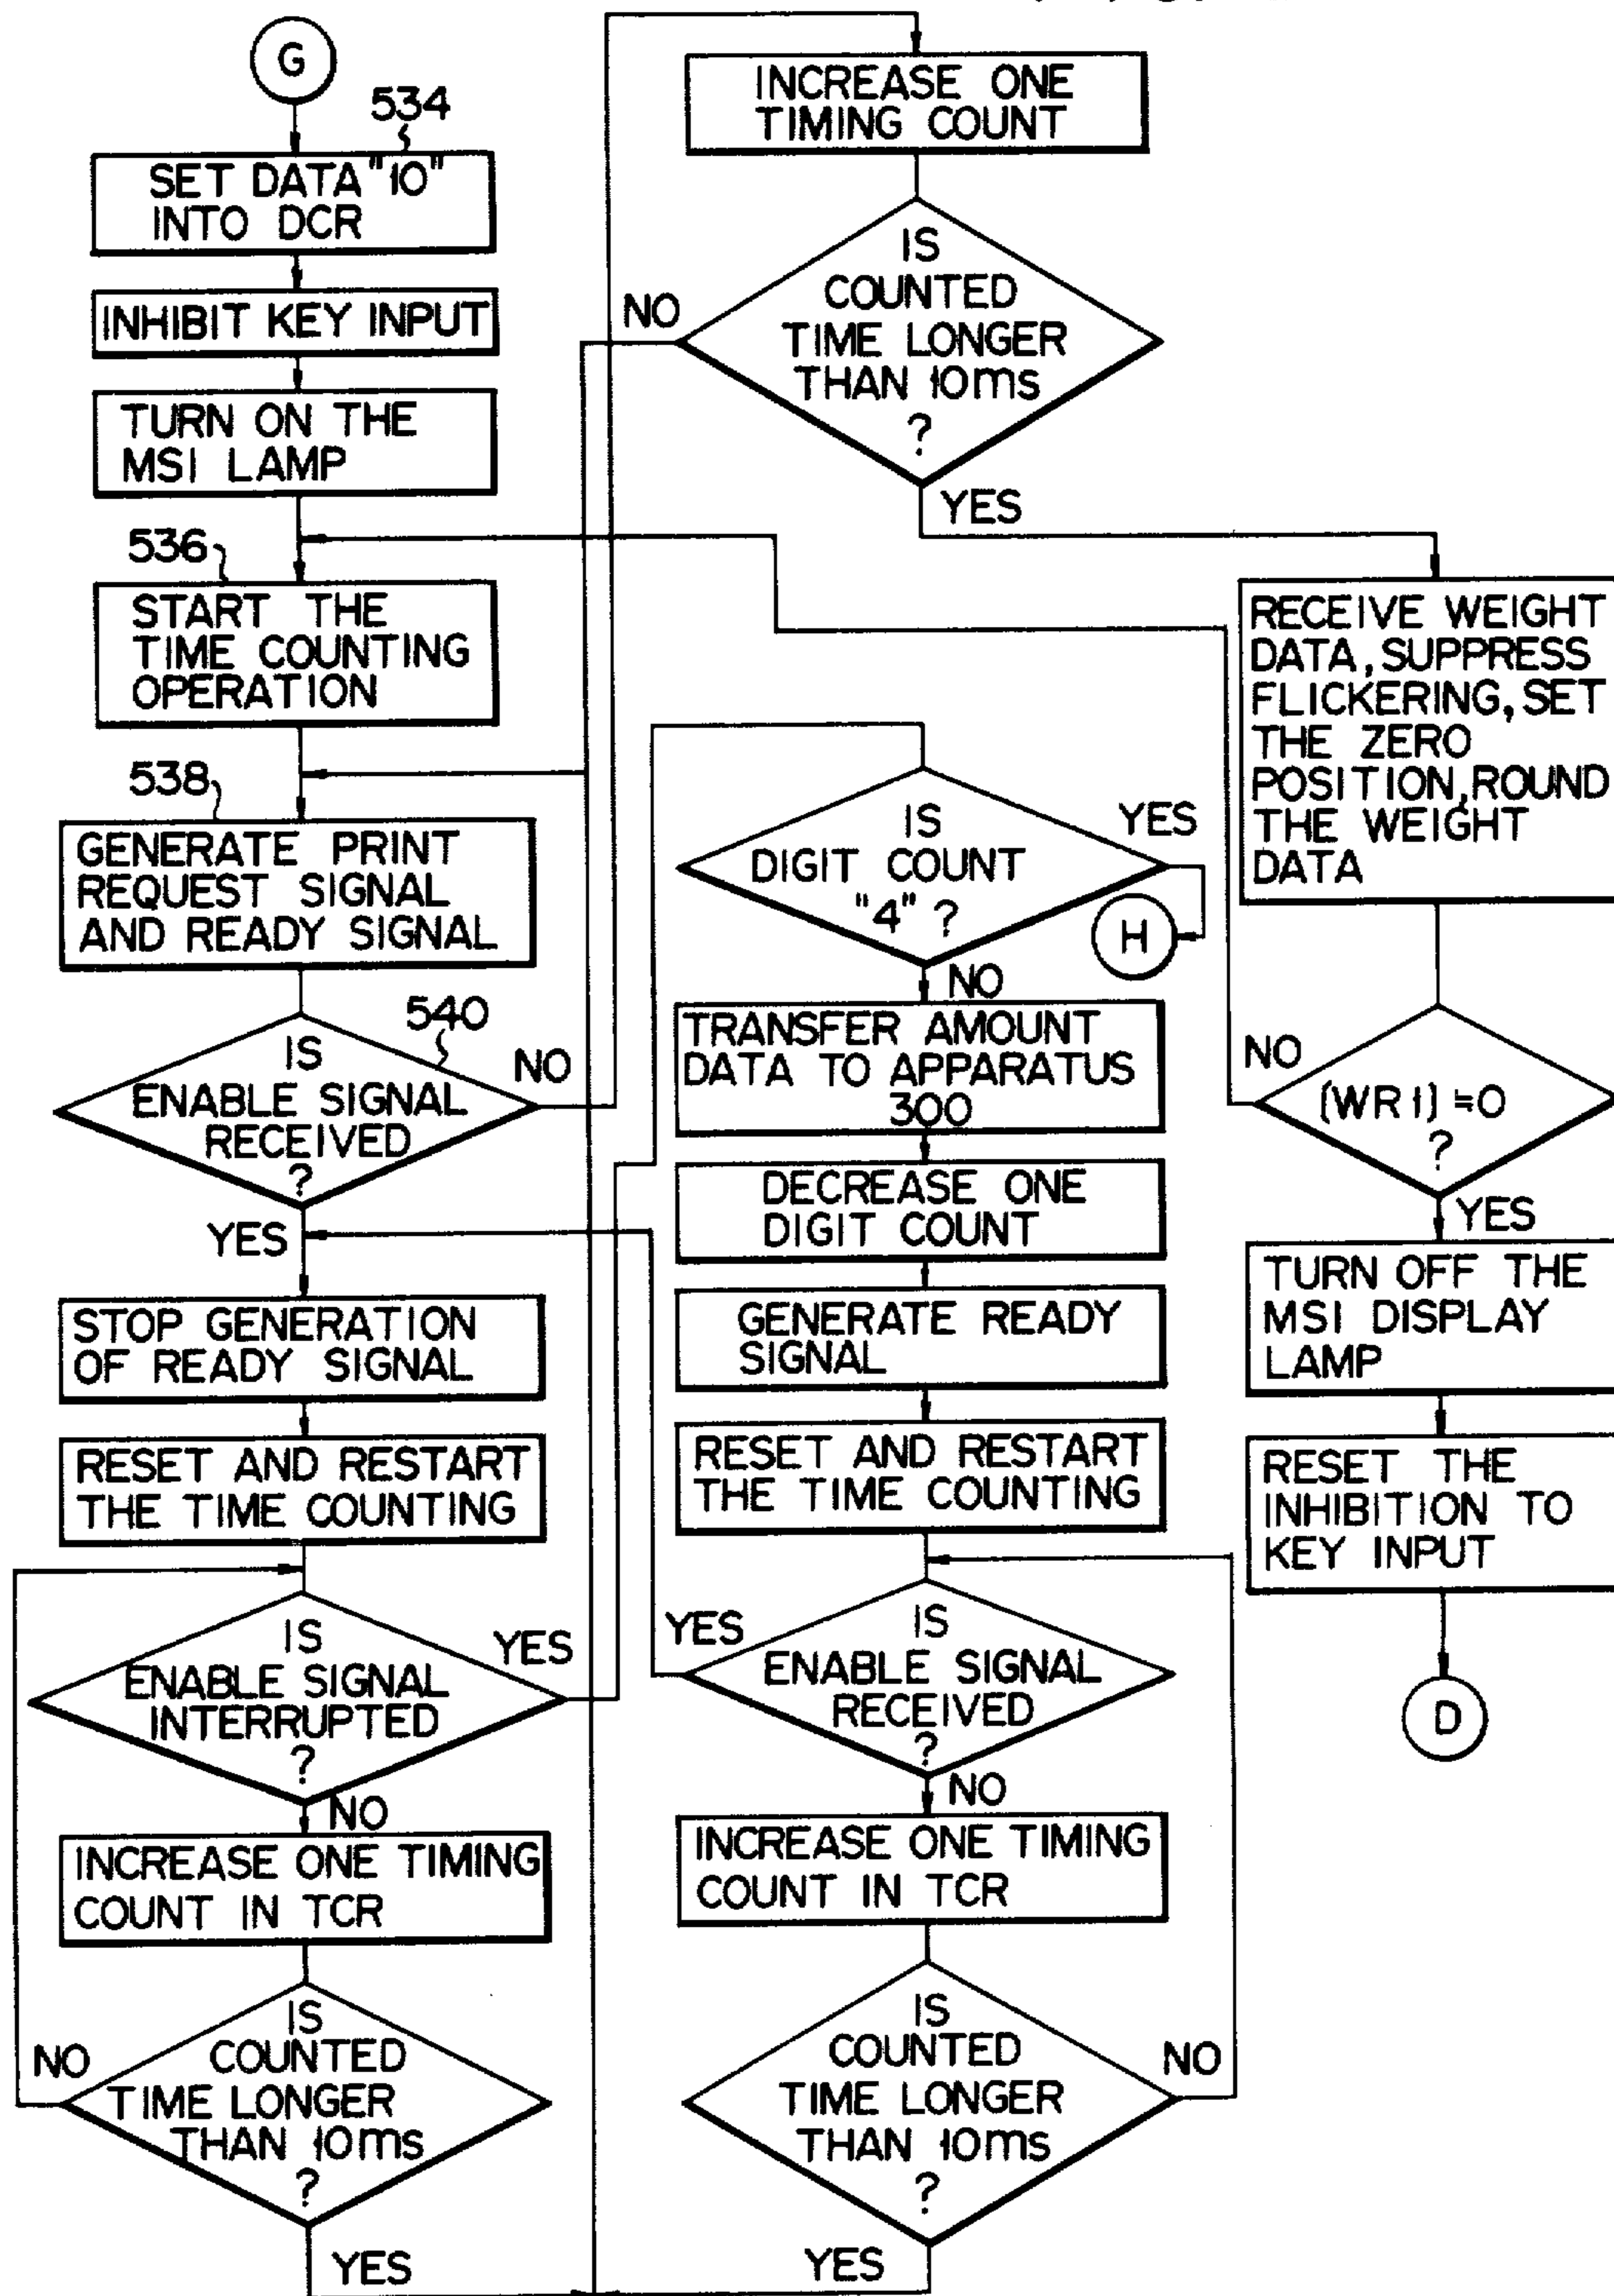 G
534
SET DATA "10"
INTO DCR
INHIBIT KEY INPUT
TURN ON THE
MSI LAMP
536
START THE
TIME COUNTING
OPERATION
538
GENERATE PRINT
REQUEST SIGNAL
AND READY SIGNAL
540
IS
ENABLE SIGNAL
RECEIVED
?
NO
YES
STOP GENERATION
OF READY SIGNAL
RESET AND RESTART
THE TIME COUNTING
IS
ENABLE SIGNAL
INTERRUPTED
?
YES
NO
INCREASE ONE TIMING
COUNT IN TCR
IS
COUNTED
TIME LONGER
THAN 10ms
?
NO
YES
INCREASE ONE
TIMING COUNT
IS
COUNTED
TIME LONGER
THAN 10ms
?
NO
YES
IS
DIGIT COUNT
"4" ?
YES
H
NO
TRANSFER AMOUNT
DATA TO APPARATUS
300
DECREASE ONE
DIGIT COUNT
GENERATE READY
SIGNAL
RESET AND RESTART
THE TIME COUNTING
IS
ENABLE SIGNAL
RECEIVED
?
YES
NO
INCREASE ONE TIMING
COUNT IN TCR
IS
COUNTED
TIME LONGER
THAN 10ms
?
NO
YES
RECEIVE WEIGHT
DATA, SUPPRESS
FLICKERING, SET
THE ZERO
POSITION, ROUND
THE WEIGHT
DATA
(WR1)≒0
?
NO
YES
TURN OFF THE
MSI DISPLAY
LAMP
RESET THE
INHIBITION TO
KEY INPUT
D